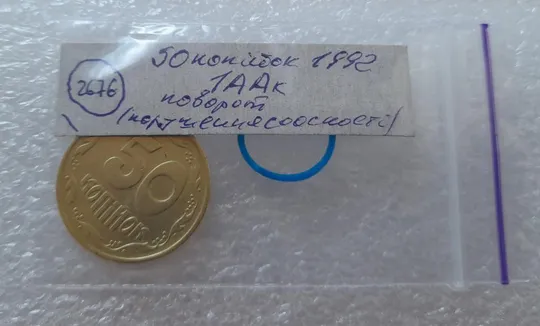 50 копійок 1992
2676
1ААк
поворот
(порушення соосності)
50
КОПІЙОК